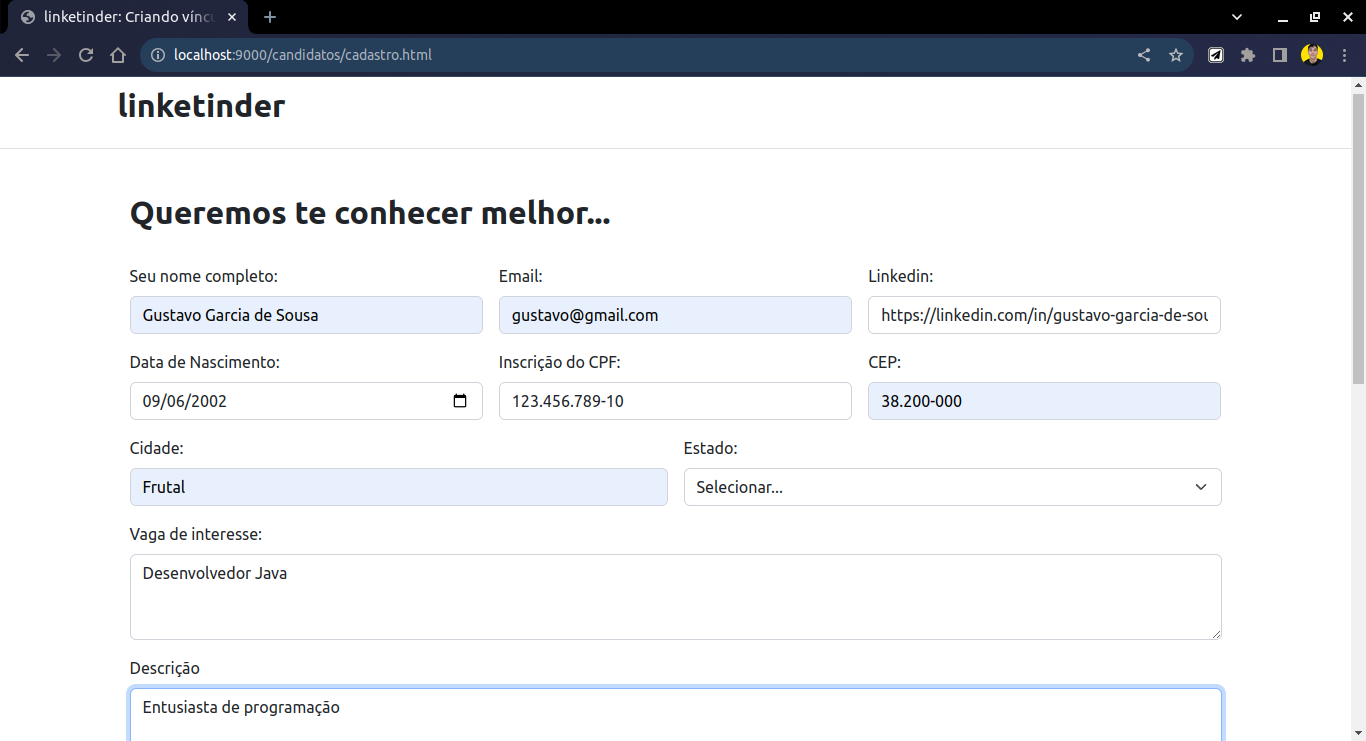 linketinder: Criando víncu
localhost:9000/candidatos/cadastro.html
linketinder
Queremos te conhecer melhor...
Seu nome completo: Email: Linkedin:
Gustavo Garcia de Sousa gustavo@gmail.com https://linkedin.com/in/gustavo-garcia-de-sou
Data de Nascimento: Inscrição do CPF: CEP:
09/06/2002 123.456.789-10 38.200-000
Cidade: Estado:
Frutal Selecionar...
Vaga de interesse:
Desenvolvedor Java
Descrição
Entusiasta de programação